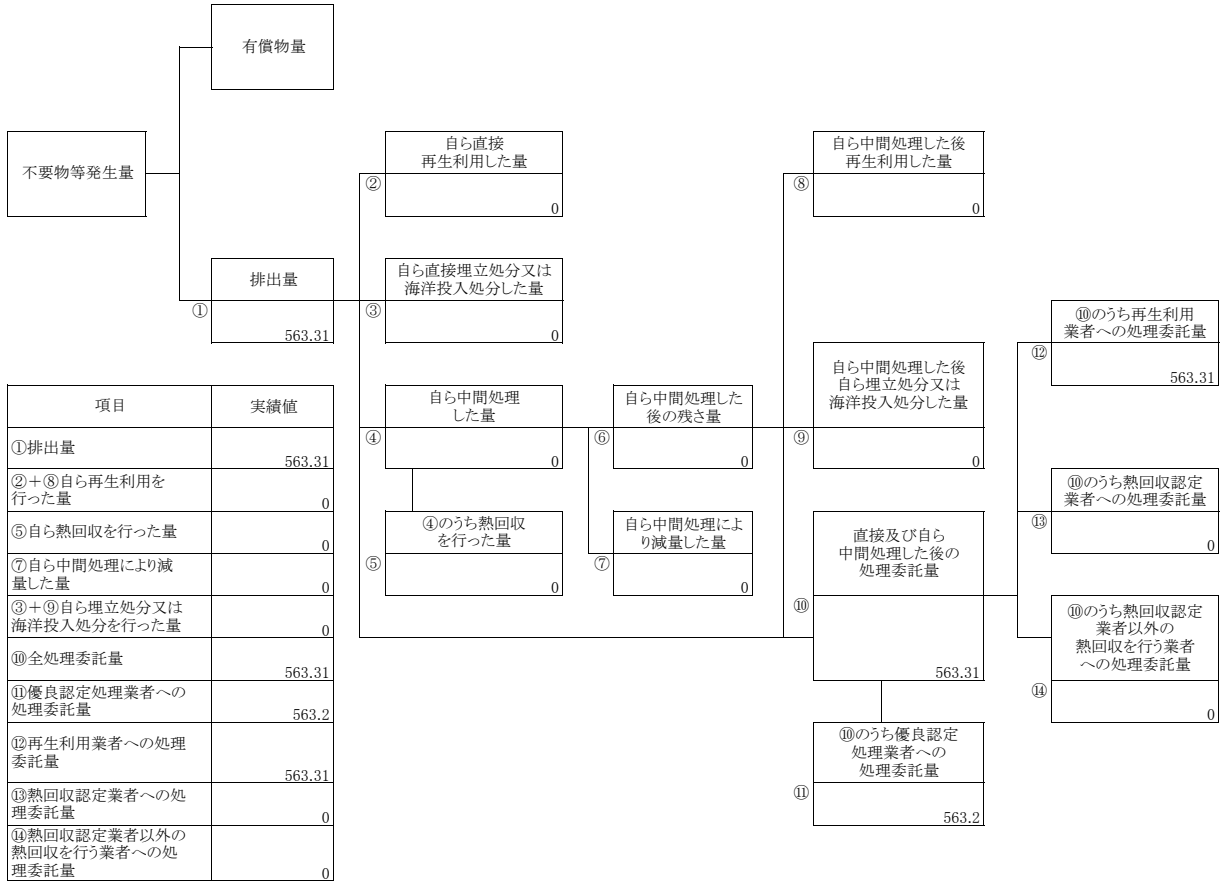 有償物量
不要物等発生量
自ら直接
再生利用した量
②
0
自ら中間処理した後
再生利用した量
⑧
0
排出量
①
563.31
自ら直接埋立処分又は
海洋投入処分した量
③
0
自ら中間処理
した量
④
0
自ら中間処理した
後の残さ量
⑥
0
自ら中間処理した後
自ら埋立処分又は
海洋投入処分した量
⑨
0
⑩のうち再生利用
業者への処理委託量
⑫
563.31
④のうち熱回収
を行った量
⑤
0
自ら中間処理によ
り減量した量
⑦
0
直接及び自ら
中間処理した後の
処理委託量
⑩
563.31
⑩のうち熱回収認定
業者への処理委託量
⑬
0
⑩のうち熱回収認定
業者以外の
熱回収を行う業者
への処理委託量
⑭
0
⑩のうち優良認定
処理業者への
処理委託量
⑪
563.2
項目 実績値
①排出量 563.31
②+⑧自ら再生利用を
行った量 0
⑤自ら熱回収を行った量 0
⑦自ら中間処理により減
量した量 0
③+⑨自ら埋立処分又は
海洋投入処分を行った量 0
⑩全処理委託量 563.31
⑪優良認定処理業者への
処理委託量 563.2
⑫再生利用業者への処理
委託量 563.31
⑬熱回収認定業者への処
理委託量 0
⑭熱回収認定業者以外の
熱回収を行う業者への処
理委託量 0